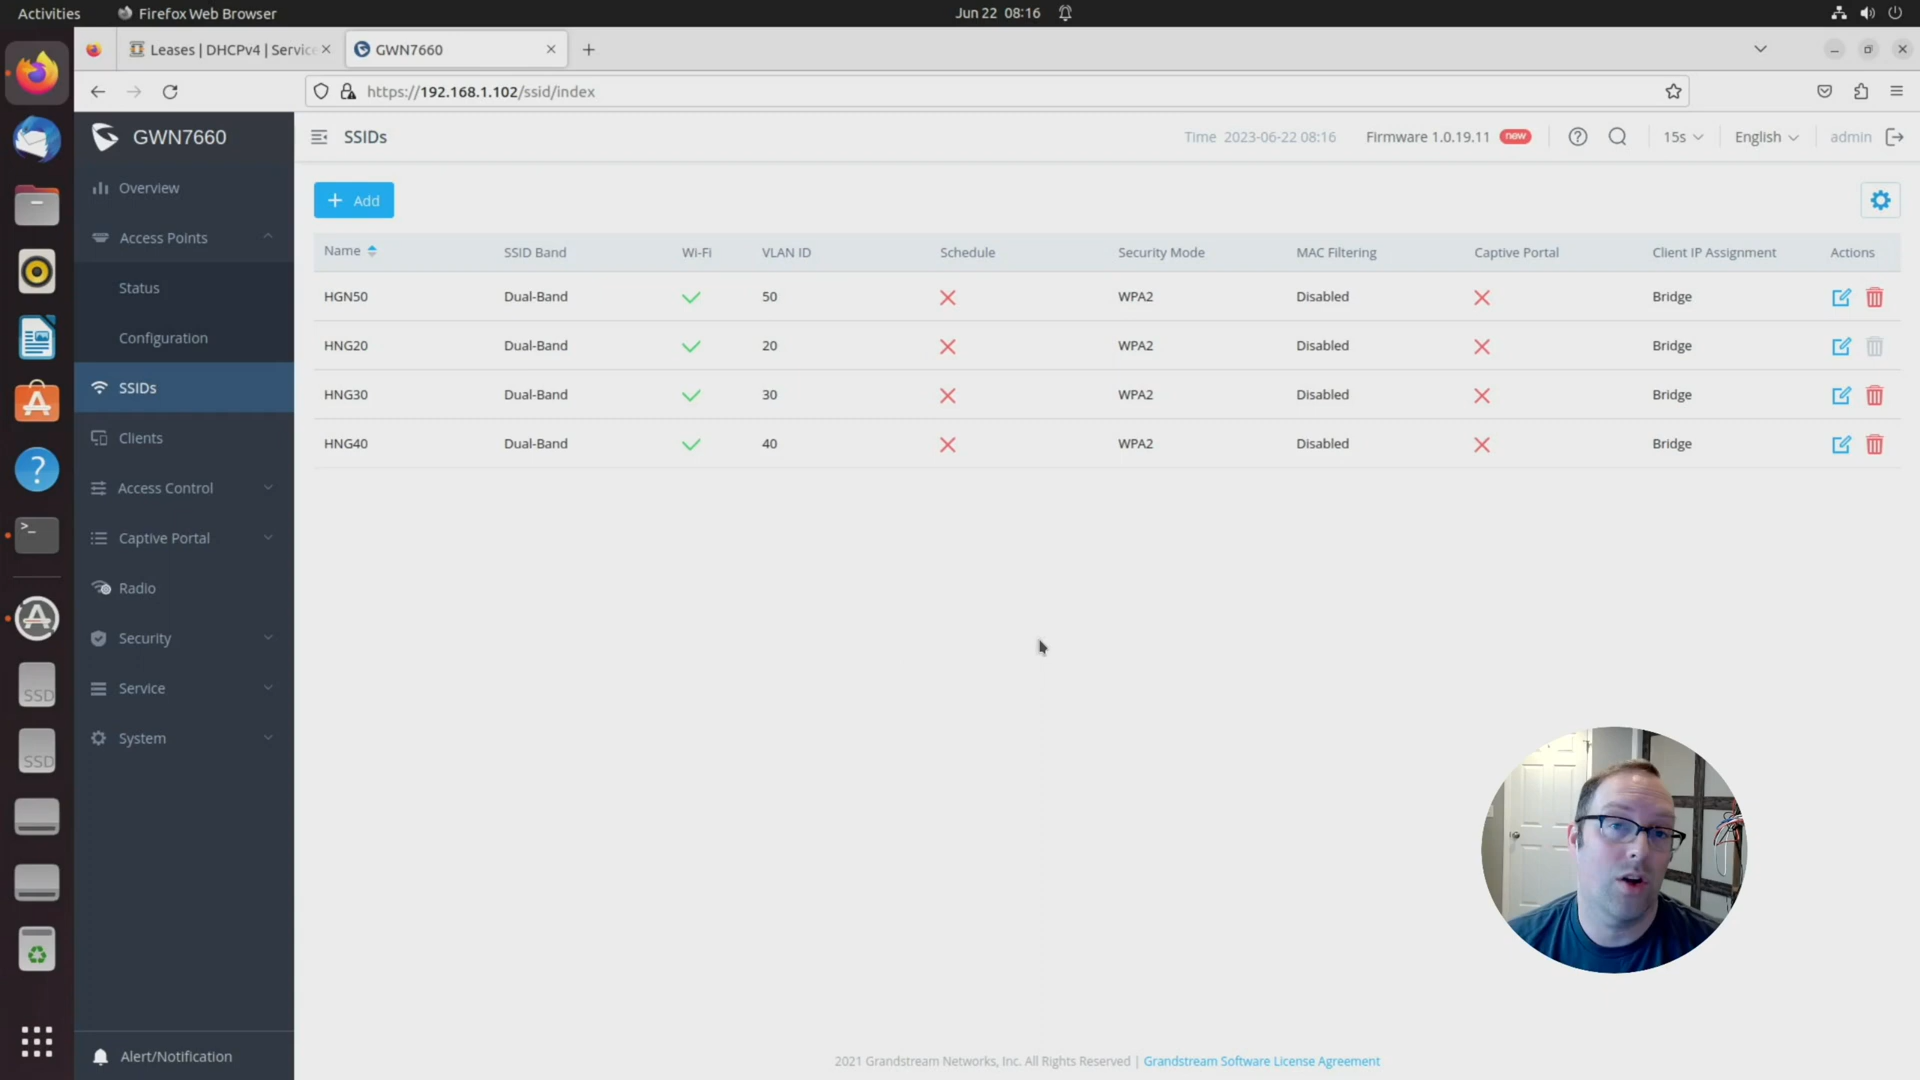 Activities Firefox Web Browser Jun 22 08:16
Leases | DHCPv4 | Service GWN7660
https://192.168.1.102/ssid/index
GWN7660 SSIDs Time 2023-06-22 08:16 Firmware 1.0.19.11 new 15s English admin
Overview
Access Points
Status
Configuration
SSIDs
Clients
Access Control
Captive Portal
Radio
Security
Service
System
Alert/Notification
+ Add
Name SSID Band Wi-Fi VLAN ID Schedule Security Mode MAC Filtering Captive Portal Client IP Assignment Actions
HGN50 Dual-Band 50 WPA2 Disabled Bridge
HNG20 Dual-Band 20 WPA2 Disabled Bridge
HNG30 Dual-Band 30 WPA2 Disabled Bridge
HNG40 Dual-Band 40 WPA2 Disabled Bridge
SSD
SSD
2021 Grandstream Networks, Inc. All Rights Reserved | Grandstream Software License Agreement